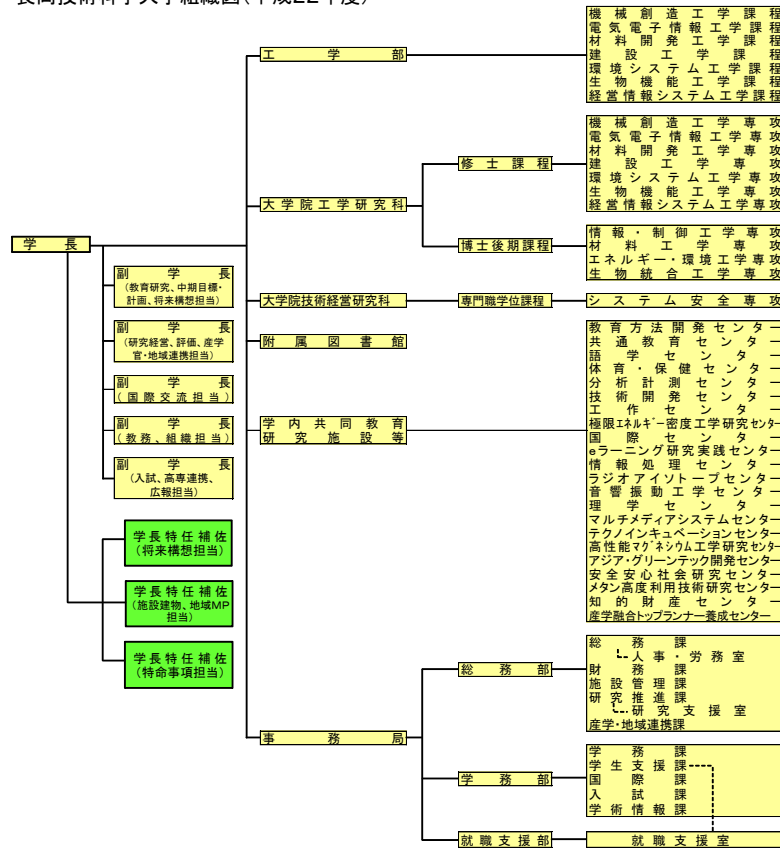 長岡技術科学大学組織図(平成22年度)
学長
副学長
(教育研究、中期目標・
計画、将来構想担当)
副学長
(研究経営、評価、産学
官・地域連携担当)
副学長
(国際交流担当)
副学長
(教務、組織担当)
副学長
(入試、高専連携、
広報担当)
学長特任補佐
(将来構想担当)
学長特任補佐
(施設建物、地域MP
担当)
学長特任補佐
(特命事項担当)
工学部
機械創造工学課程
電気電子情報工学課程
材料開発工学課程
建設工学課程
環境システム工学課程
生物機能工学課程
経営情報システム工学課程
大学院工学研究科
修士課程
機械創造工学専攻
電気電子情報工学専攻
材料開発工学専攻
建設工学専攻
環境システム工学専攻
生物機能工学専攻
経営情報システム工学専攻
博士後期課程
情報・制御工学専攻
材料工学専攻
エネルギー・環境工学専攻
生物統合工学専攻
大学院技術経営研究科
専門職学位課程
システム安全専攻
附属図書館
学内共同教育
研究施設等
教育方法開発センター
共通教育センター
語学センター
体育・保健センター
分析計測センター
技術開発センター
工作センター
極限エネルギー密度工学研究センター
国際センター
eラーニング研究実践センター
情報処理センター
ラジオアイソトープセンター
音響振動工学センター
理学センター
マルチメディアシステムセンター
テクノインキュベーションセンター
高性能マグネシウム工学研究センター
アジア・グリーンテック開発センター
安全安心社会研究センター
メタン高度利用技術研究センター
知的財産センター
産学融合トップランナー養成センター
事務局
総務部
総務課
人事・労務室
財務課
施設管理課
研究推進課
研究支援室
産学・地域連携課
学務部
学務課
学生支援課
国際課
入試課
学術情報課
就職支援部
就職支援室